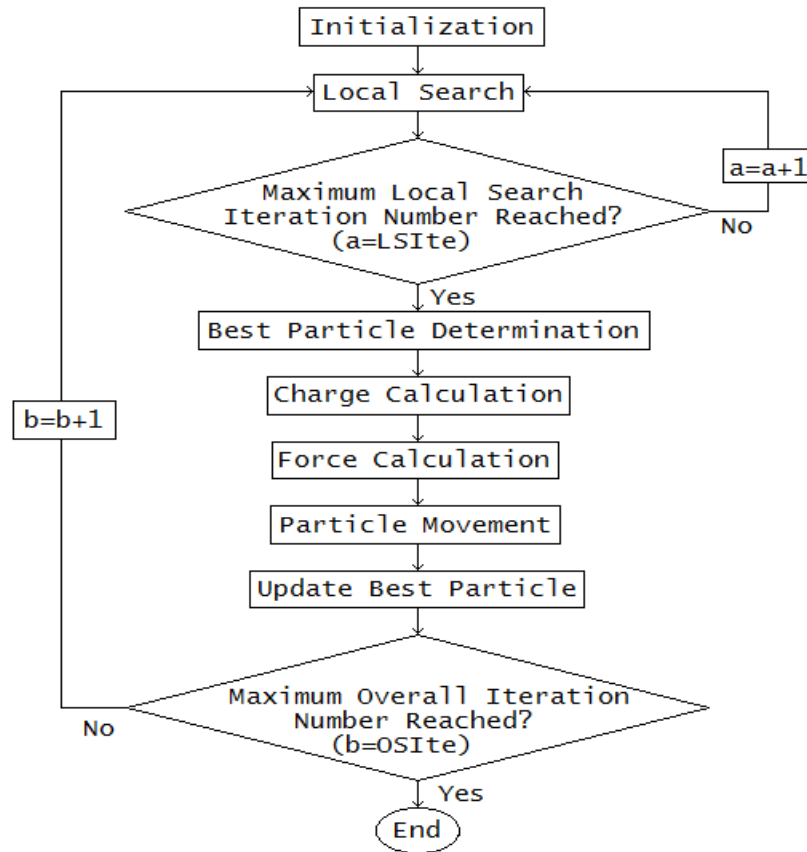 Initialization
Local Search
a=a+1
Maximum Local Search
Iteration Number Reached?
(a=LSIte)
No
Yes
Best Particle Determination
Charge Calculation
b=b+1
Force Calculation
Particle Movement
Update Best Particle
Maximum Overall Iteration
Number Reached?
(b=OSIte)
No
Yes
End